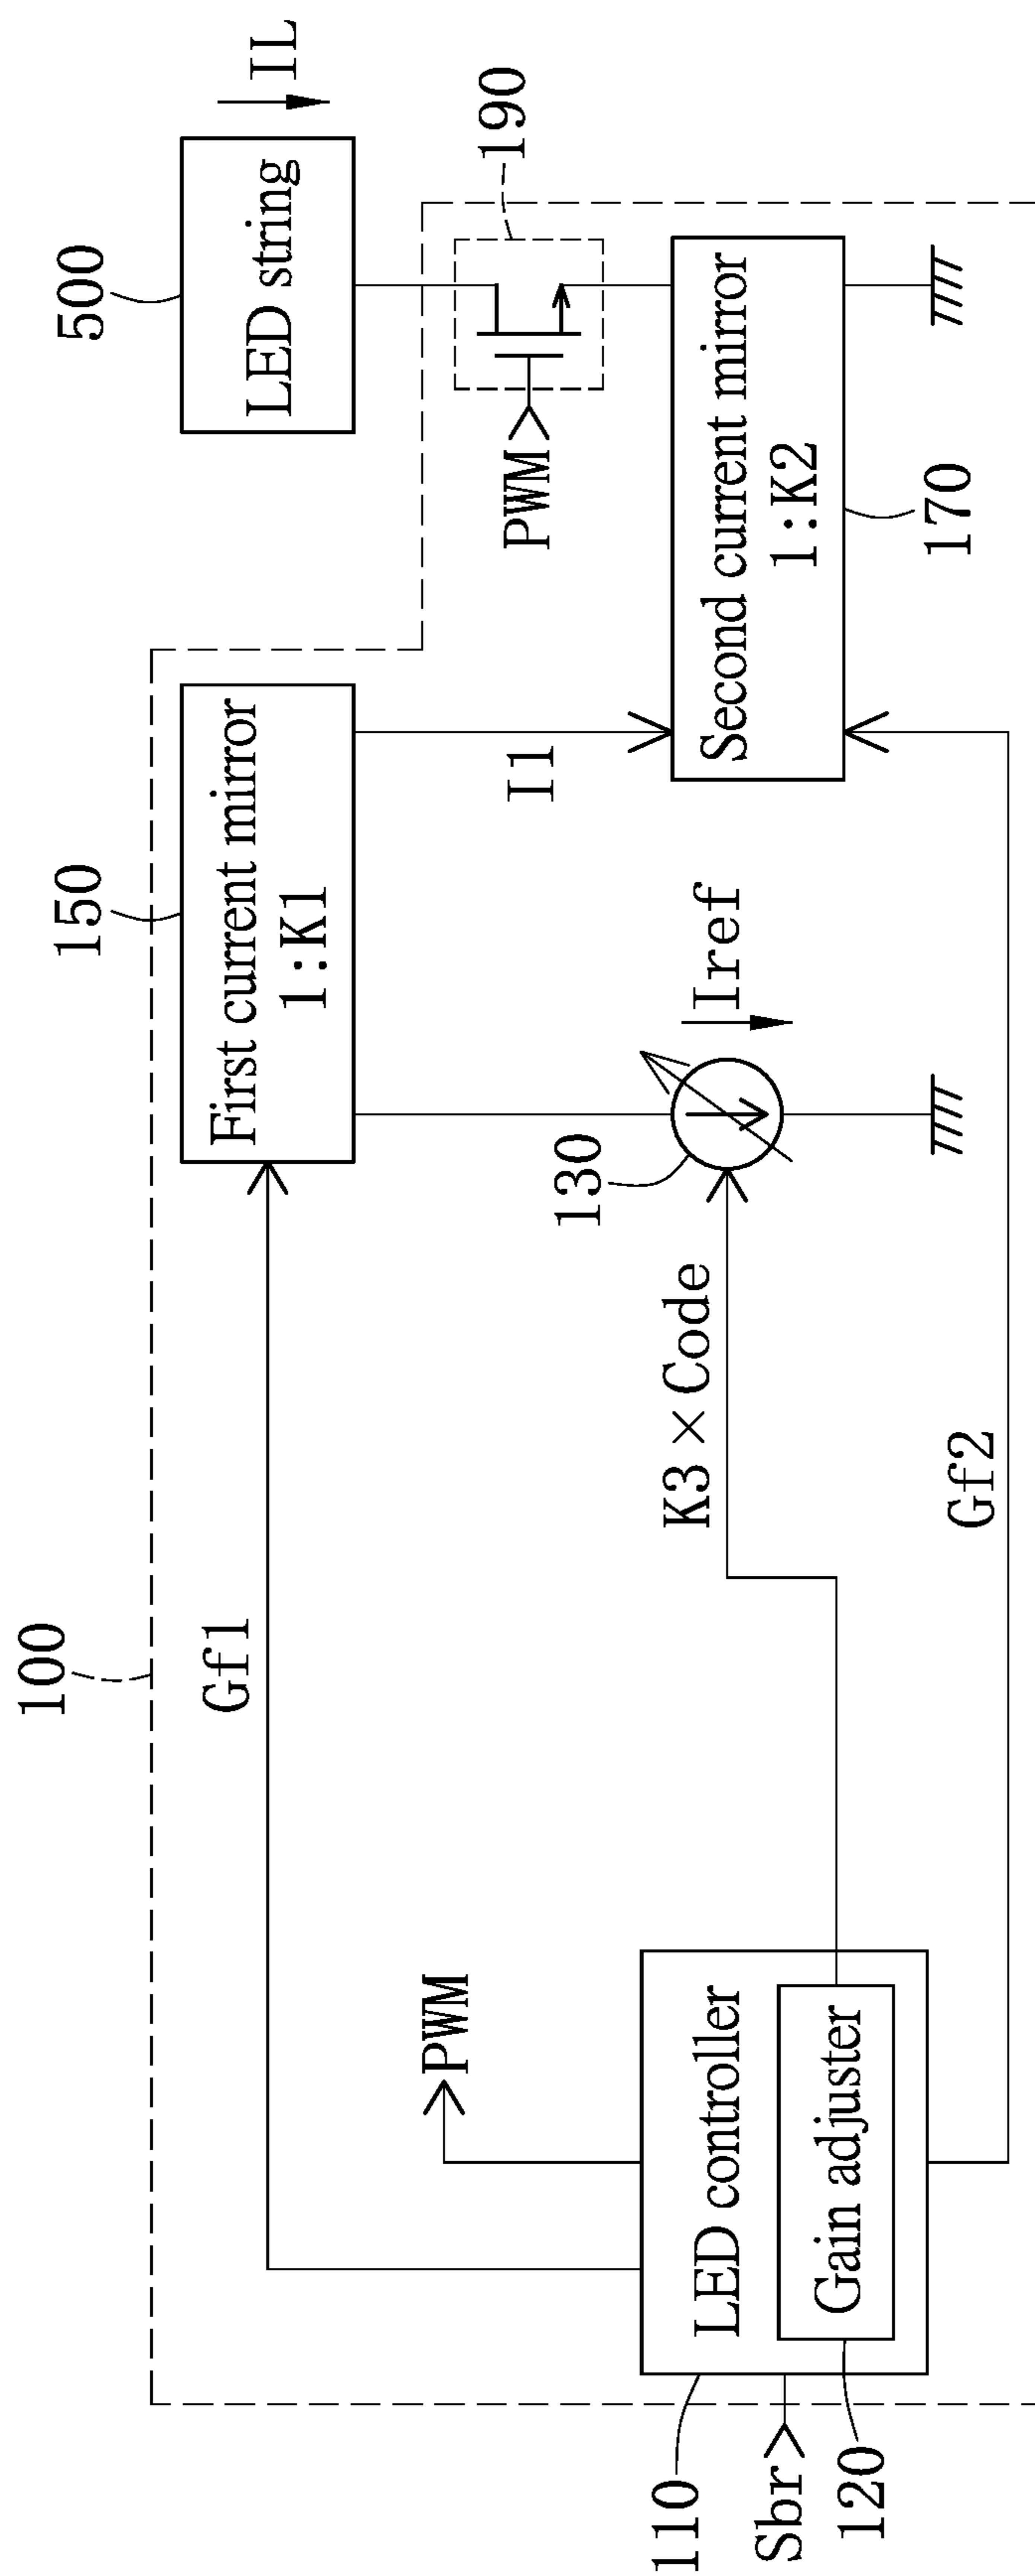 100
150
500
First current mirror
1:K1
LED string
IL
Gf1
PWM
I1
PWM
190
130
Iref
K3×Code
Second current mirror
1:K2
170
110
LED controller
Sbr
Gain adjuster
120
Gf2